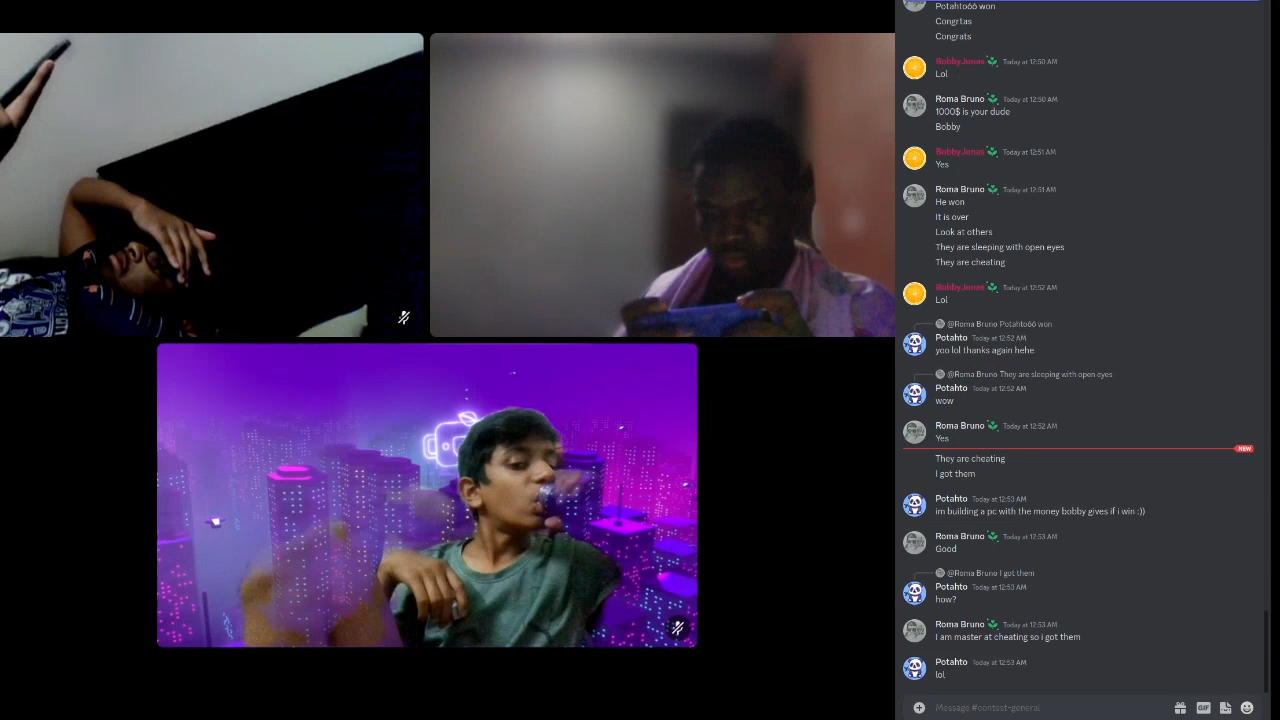 Potahto66 won
Congrtas
Congrats
BobbyJonas Today at 12:50 AM
Lol
Roma Bruno Today at 12:50 AM
1000$ is your dude
Bobby
BobbyJonas Today at 12:51 AM
Yes
Roma Bruno Today at 12:51 AM
He won
It is over
Look at others
They are sleeping with open eyes
They are cheating
BobbyJonas Today at 12:52 AM
Lol
@Roma Bruno Potahto66 won
Potahto Today at 12:52 AM
yoo lol thanks again hehe
@Roma Bruno They are sleeping with open eyes
Potahto Today at 12:52 AM
wow
Roma Bruno Today at 12:52 AM
Yes
NEW
They are cheating
I got them
Potahto Today at 12:53 AM
im building a pc with the money bobby gives if i win :))
Roma Bruno Today at 12:53 AM
Good
@Roma Bruno I got them
Potahto Today at 12:53 AM
how?
Roma Bruno Today at 12:53 AM
I am master at cheating so i got them
Potahto Today at 12:53 AM
lol
Message #contest-general
GIF